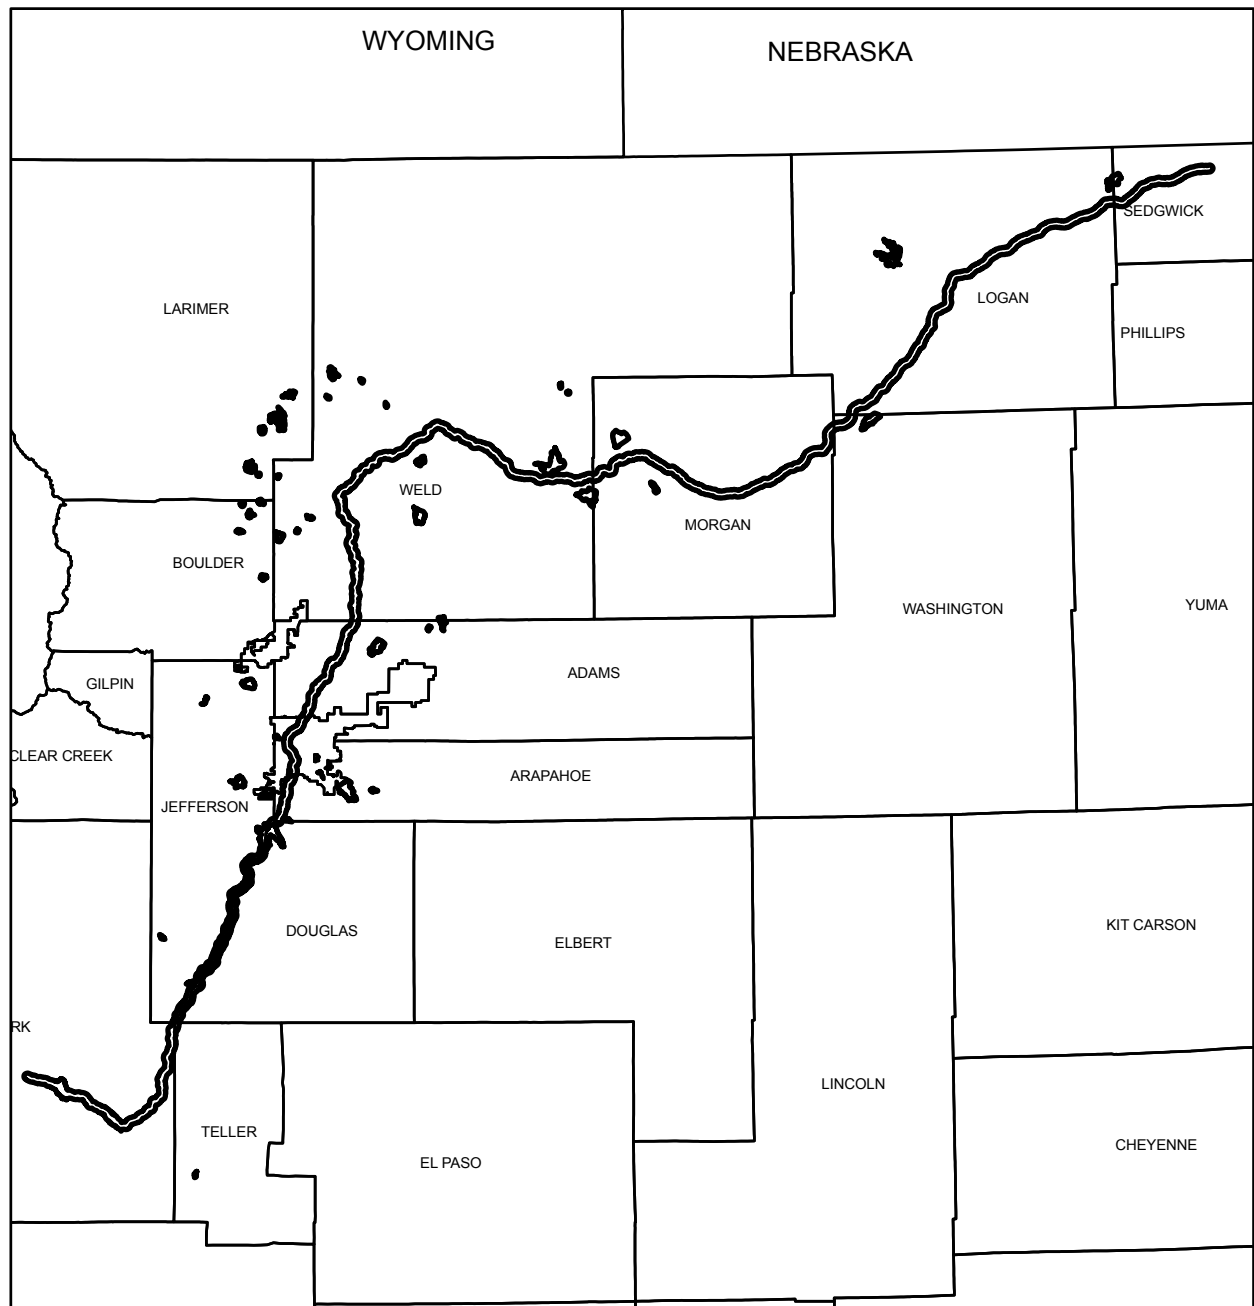 WYOMING
NEBRASKA
SEDGWICK
LOGAN
LARIMER
PHILLIPS
WELD
MORGAN
BOULDER
YUMA
WASHINGTON
ADAMS
GILPIN
CLEAR CREEK
ARAPAHOE
JEFFERSON
KIT CARSON
DOUGLAS
ELBERT
RK
LINCOLN
TELLER
CHEYENNE
EL PASO